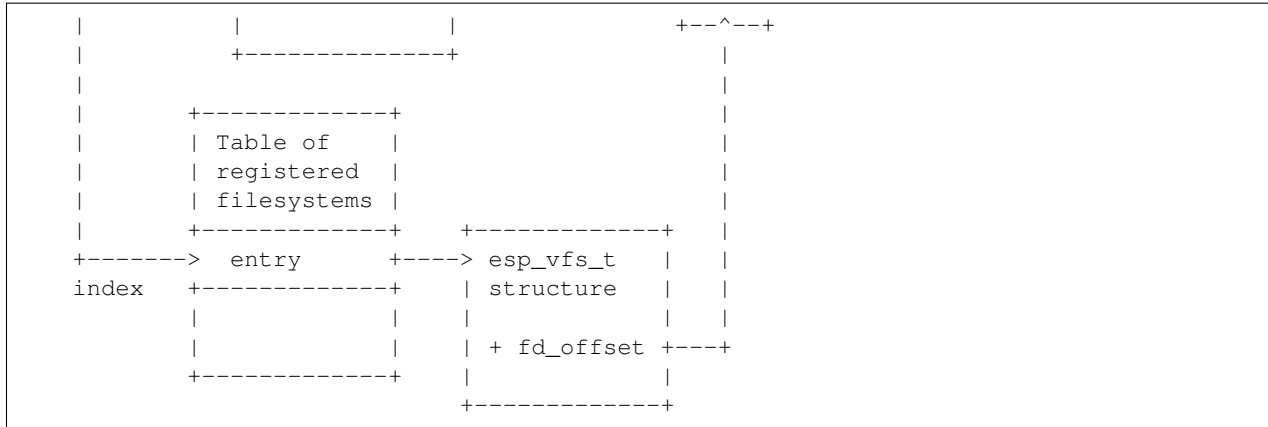 |          |              |              +--^--+
|          +--------------+                 |
|                                           |
|       +-------------+                     |
|       | Table of    |                     |
|       | registered  |                     |
|       | filesystems |                     |
|       +-------------+    +-------------+  |
+-------> entry       +----> esp_vfs_t   |  |
index   +-------------+    | structure   |  |
        |             |    |             |  |
        |             |    | + fd_offset +---+
        +-------------+    |             |
                           +-------------+